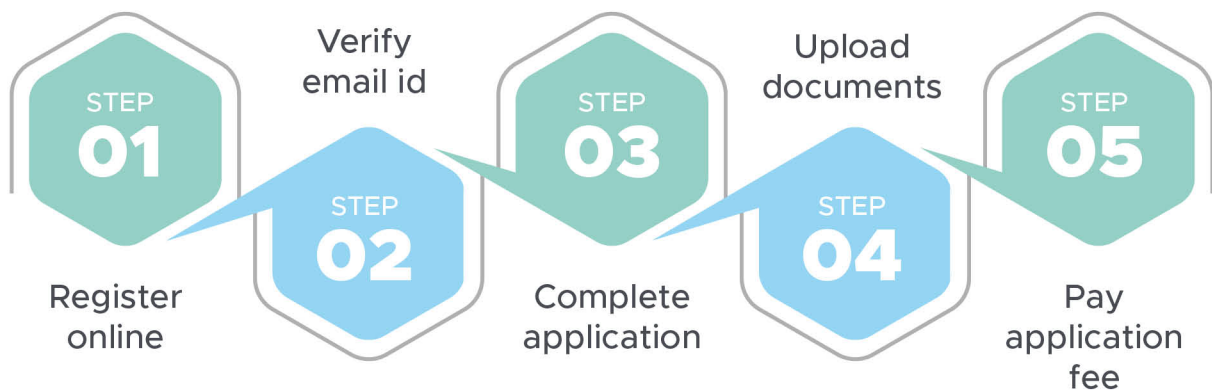 STEP
01
Register
online
Verify
email id
STEP
02
STEP
03
Complete
application
Upload
documents
STEP
04
STEP
05
Pay
application
fee